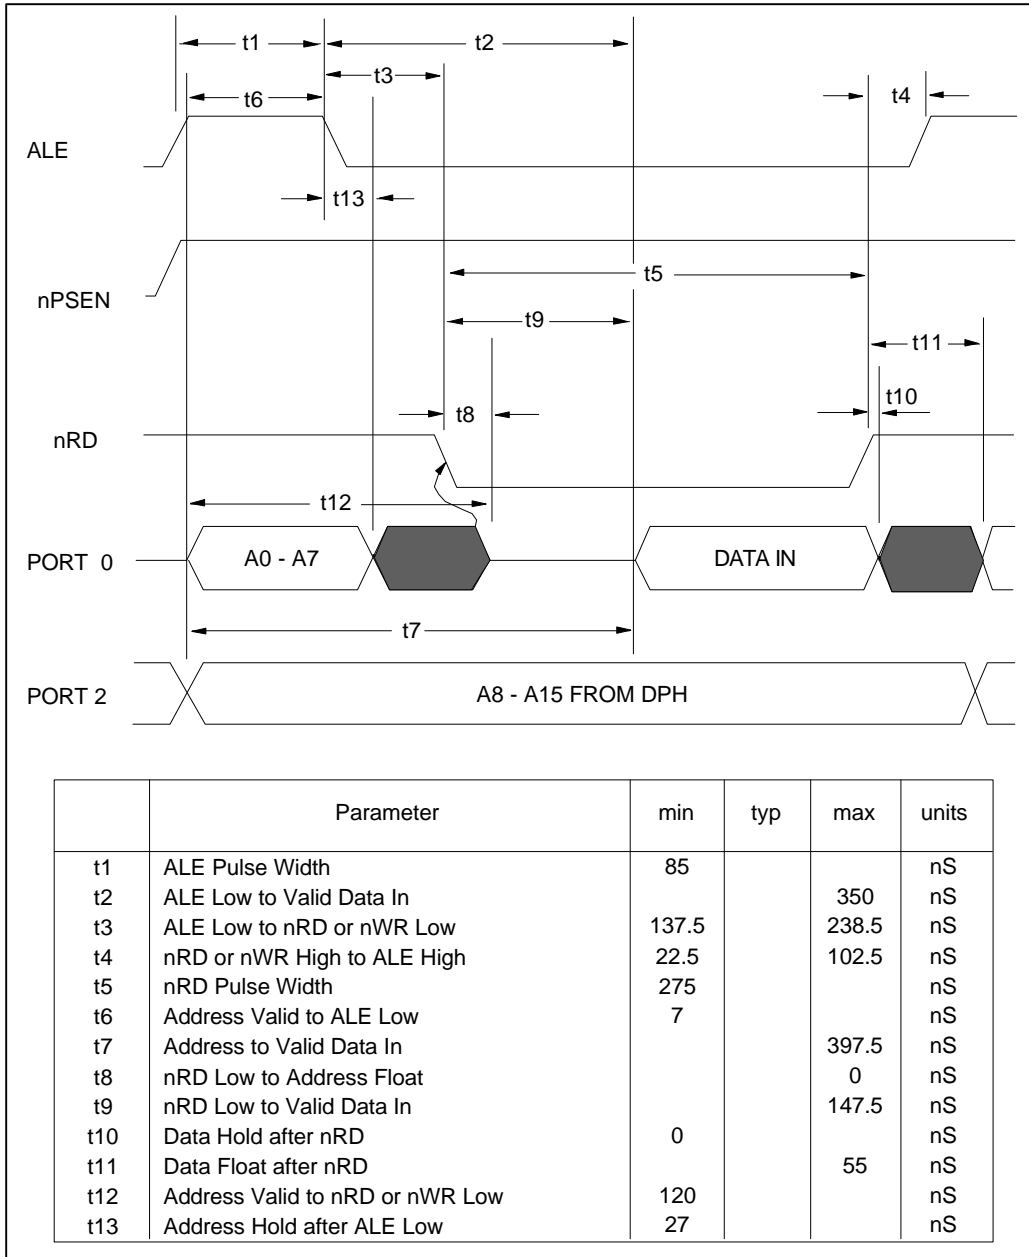 t1
t2
t3
t6
t4
ALE
t13
nPSEN
t5
t9
t11
t10
t8
nRD
t12
PORT 0
A0 - A7
DATA IN
t7
PORT 2
A8 - A15 FROM DPH
Parameter min typ max units
t1 ALE Pulse Width 85 nS
t2 ALE Low to Valid Data In 350 nS
t3 ALE Low to nRD or nWR Low 137.5 238.5 nS
t4 nRD or nWR High to ALE High 22.5 102.5 nS
t5 nRD Pulse Width 275 nS
t6 Address Valid to ALE Low 7 nS
t7 Address to Valid Data In 397.5 nS
t8 nRD Low to Address Float 0 nS
t9 nRD Low to Valid Data In 147.5 nS
t10 Data Hold after nRD 0 nS
t11 Data Float after nRD 55 nS
t12 Address Valid to nRD or nWR Low 120 nS
t13 Address Hold after ALE Low 27 nS